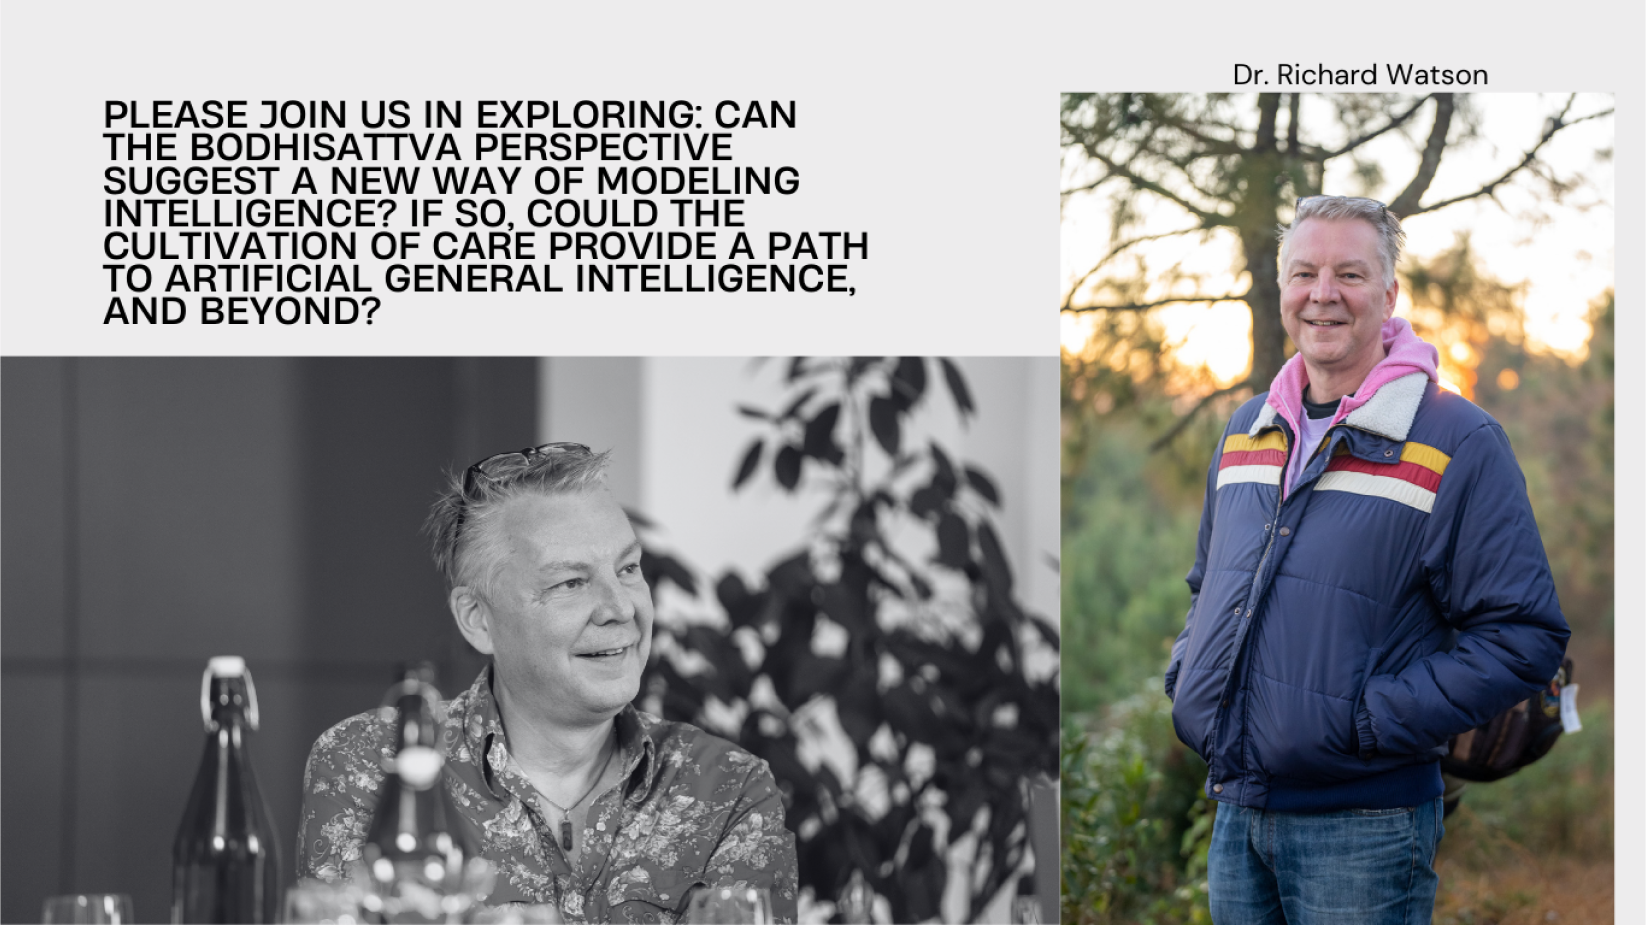 PLEASE JOIN US IN EXPLORING: CAN
THE BODHISATTVA PERSPECTIVE
SUGGEST A NEW WAY OF MODELING
INTELLIGENCE? IF SO, COULD THE
CULTIVATION OF CARE PROVIDE A PATH
TO ARTIFICIAL GENERAL INTELLIGENCE,
AND BEYOND?
Dr. Richard Watson